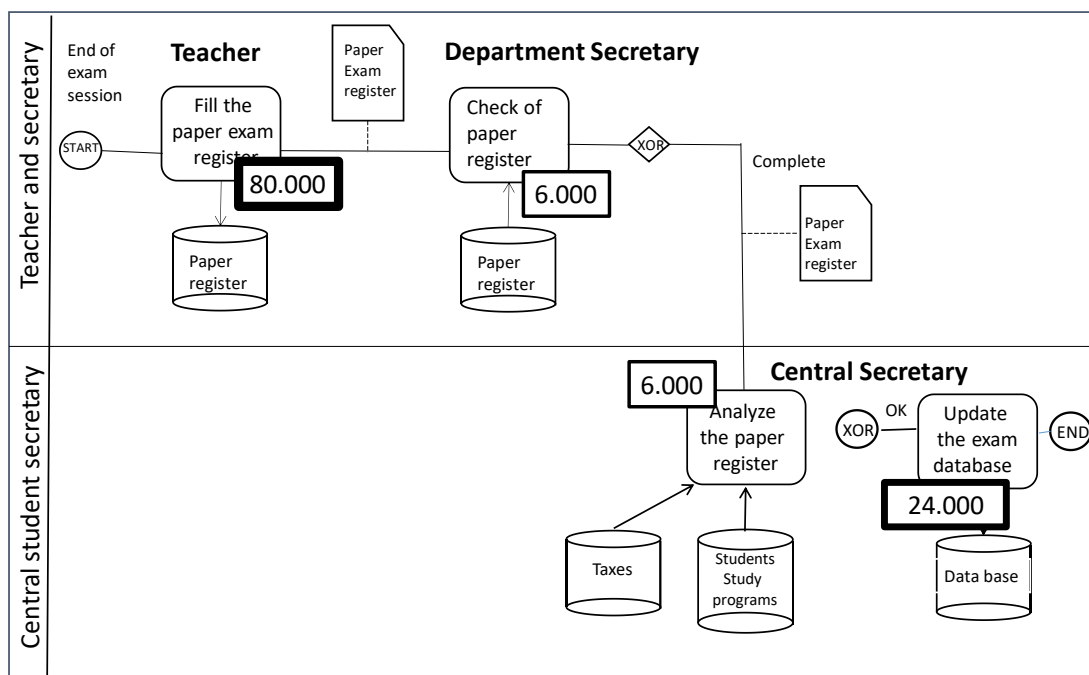 Teacher and secretary
End of
exam
session
START
Teacher
Fill the
paper exam
register
80.000
Paper
register
Paper
Exam
register
Department Secretary
Check of
paper
register
6.000
Paper
register
XOR
Complete
Paper
Exam
register
Central student secretary
6.000
Analyze
the paper
register
Taxes
Students
Study
programs
Central Secretary
XOR
OK
Update
the exam
database
END
24.000
Data base